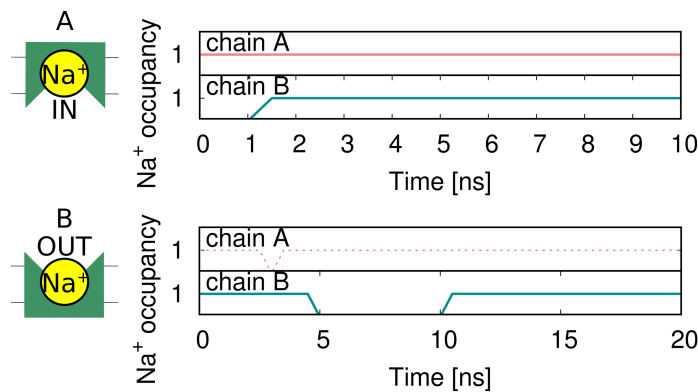 A
Na⁺
IN
Na⁺ occupancy
chain A
1
chain B
1
0 1 2 3 4 5 6 7 8 9 10
Time [ns]
B
OUT
Na⁺
Na⁺ occupancy
chain A
1
chain B
1
0 5 10 15 20
Time [ns]